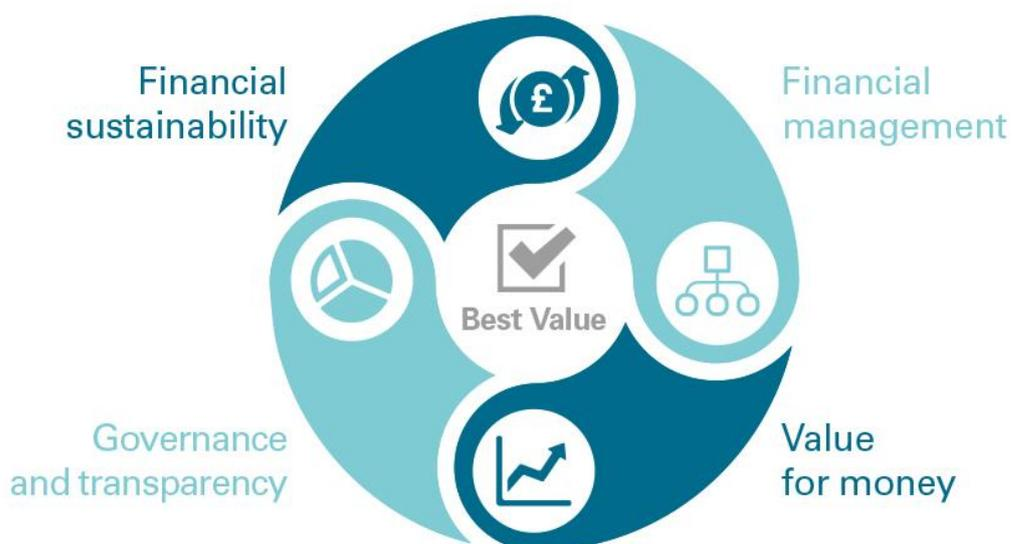 Financial
sustainability
Financial
management
£
Best Value
Governance
and transparency
Value
for money